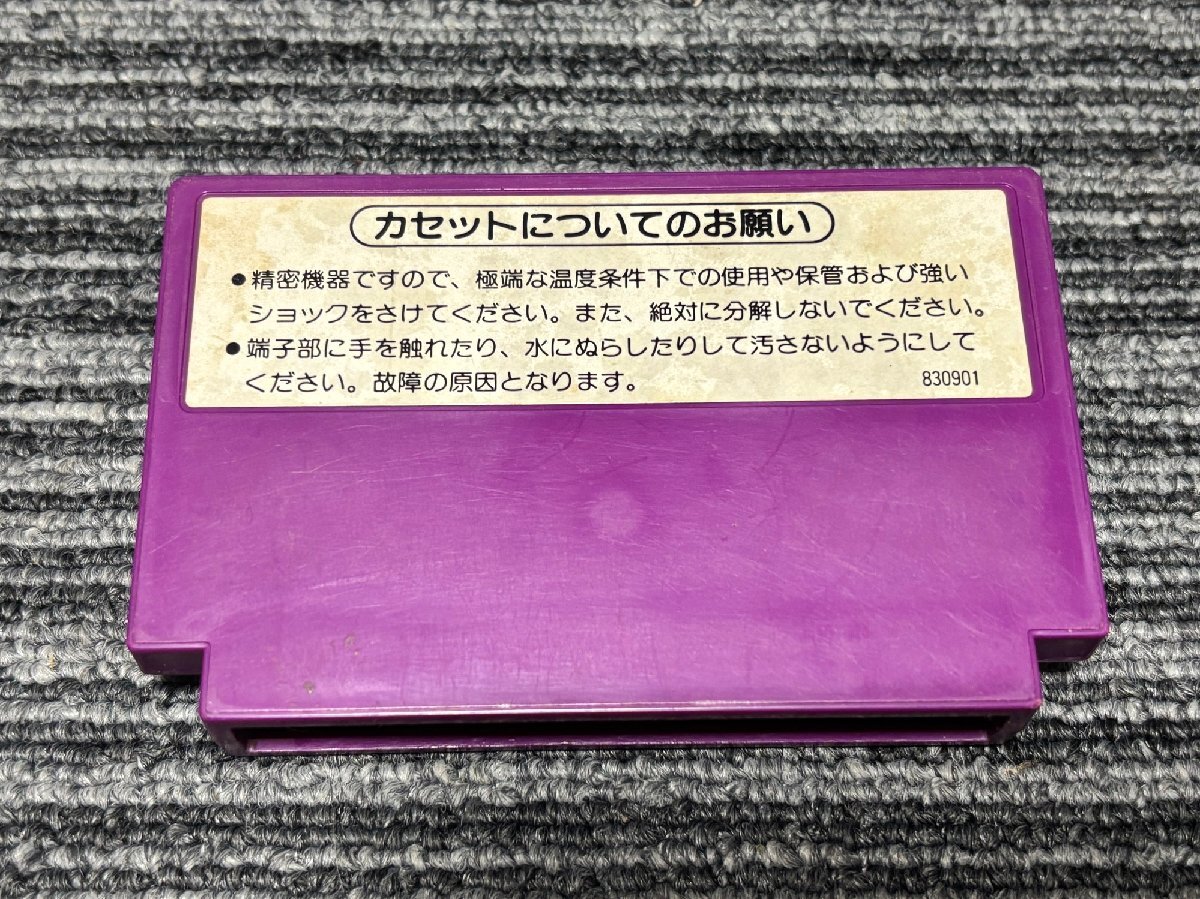 カセットについてのお願い
●精密機器ですので、極端な温度条件下での使用や保管および強い
ショックをさけてください。また、絶対に分解しないでください。
●端子部に手を触れたり、水にぬらしたりして汚さないようにして
ください。故障の原因となります。 830901